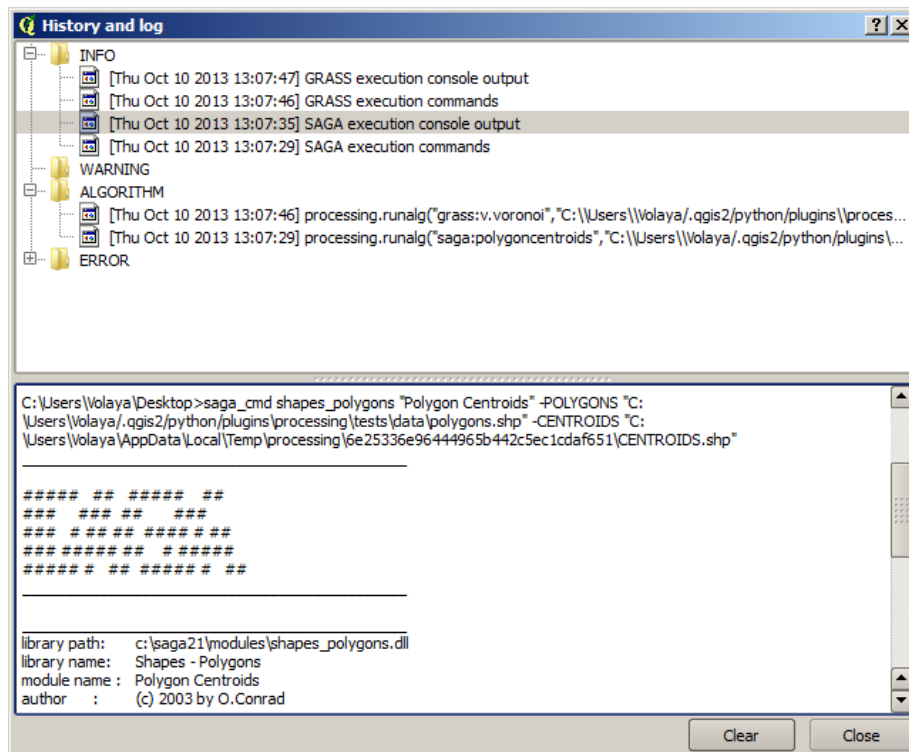 History and log
INFO
[Thu Oct 10 2013 13:07:47] GRASS execution console output
[Thu Oct 10 2013 13:07:46] GRASS execution commands
[Thu Oct 10 2013 13:07:35] SAGA execution console output
[Thu Oct 10 2013 13:07:29] SAGA execution commands
WARNING
ALGORITHM
[Thu Oct 10 2013 13:07:46] processing.runalg("grass:v.voronoi","C:\\Users\\Volaya/.qgis2/python/plugins\\proces...
[Thu Oct 10 2013 13:07:29] processing.runalg("saga:polygoncentroids","C:\\Users\\Volaya/.qgis2/python/plugins\...
ERROR
C:\Users\Volaya\Desktop>saga_cmd shapes_polygons "Polygon Centroids" -POLYGONS "C:
\Users\Volaya/.qgis2/python/plugins\processing\tests\data\polygons.shp" -CENTROIDS "C:
\Users\Volaya\AppData\Local\Temp\processing\6e25336e96444965b442c5ec1cdaf651\CENTROIDS.shp"
_____________________________________________
##### ## ##### ##
### ### ## ###
### # ## ## #### # ##
### ##### ## # #####
##### # ## ##### # ##
_____________________________________________
_____________________________________________
library path: c:\saga21\modules\shapes_polygons.dll
library name: Shapes - Polygons
module name : Polygon Centroids
author : (c) 2003 by O.Conrad
Clear Close